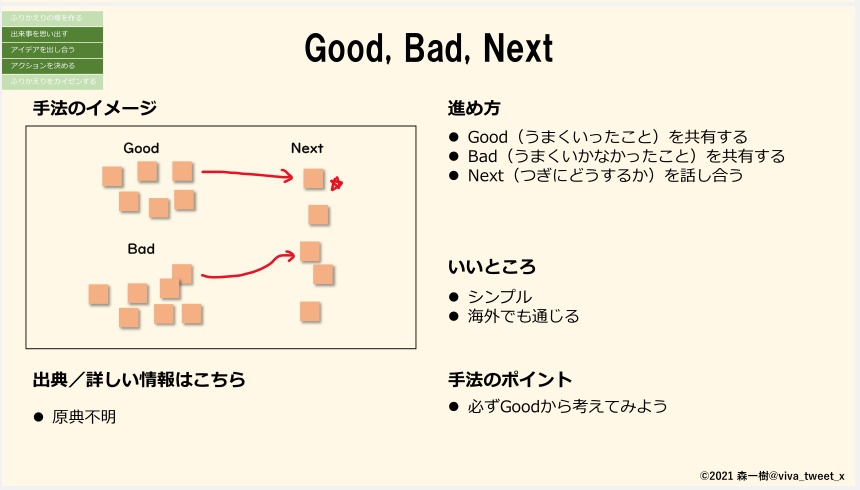 ふりかえりの場を作る
出来事を思い出す
アイデアを出し合う
アクションを決める
ふりかえりをカイゼンする
Good, Bad, Next
手法のイメージ
Good
Next
Bad
進め方
● Good（うまくいったこと）を共有する
● Bad（うまくいかなかったこと）を共有する
● Next（つぎにどうするか）を話し合う
いいところ
● シンプル
● 海外でも通じる
出典／詳しい情報はこちら
● 原典不明
手法のポイント
● 必ずGoodから考えてみよう
©2021 森一樹@viva_tweet_x